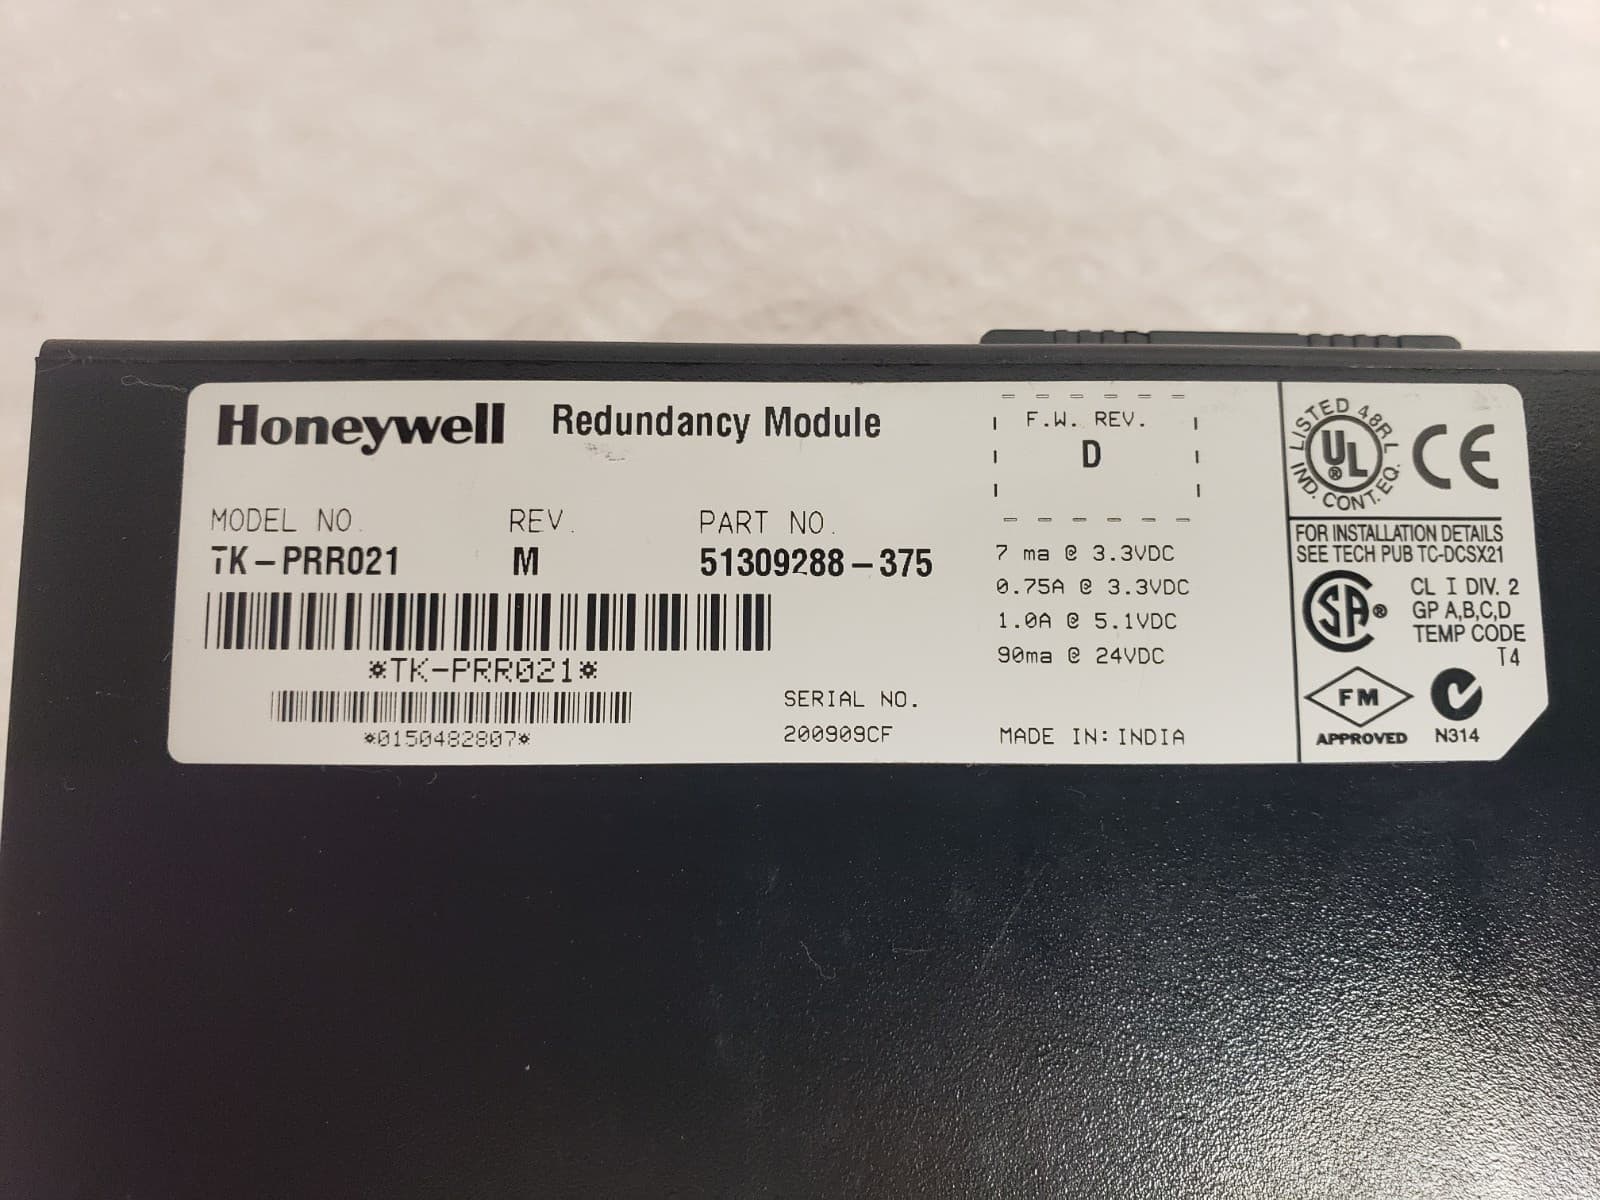 Honeywell Redundancy Module
F.W. REV.
D
MODEL NO. REV. PART NO.
TK-PRR021 M 51309288-375
*TK-PRR021*
*0150482807*
SERIAL NO.
200909CF
7 ma @ 3.3VDC
0.75A @ 3.3VDC
1.0A @ 5.1VDC
90ma @ 24VDC
MADE IN: INDIA
LISTED 48RL
UL®
IND. CONT. EQ.
CE
FOR INSTALLATION DETAILS
SEE TECH PUB TC-DCSX21
SA®
CL I DIV. 2
GP A,B,C,D
TEMP CODE
T4
FM
APPROVED
N314